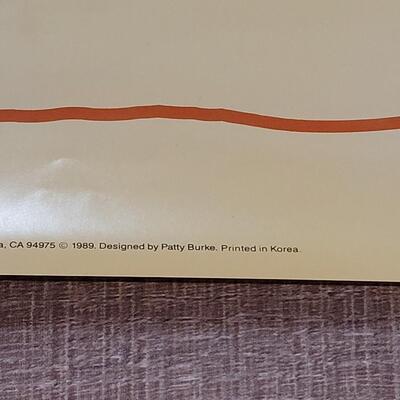 a, CA 94975 © 1989. Designed by Patty Burke. Printed in Korea.